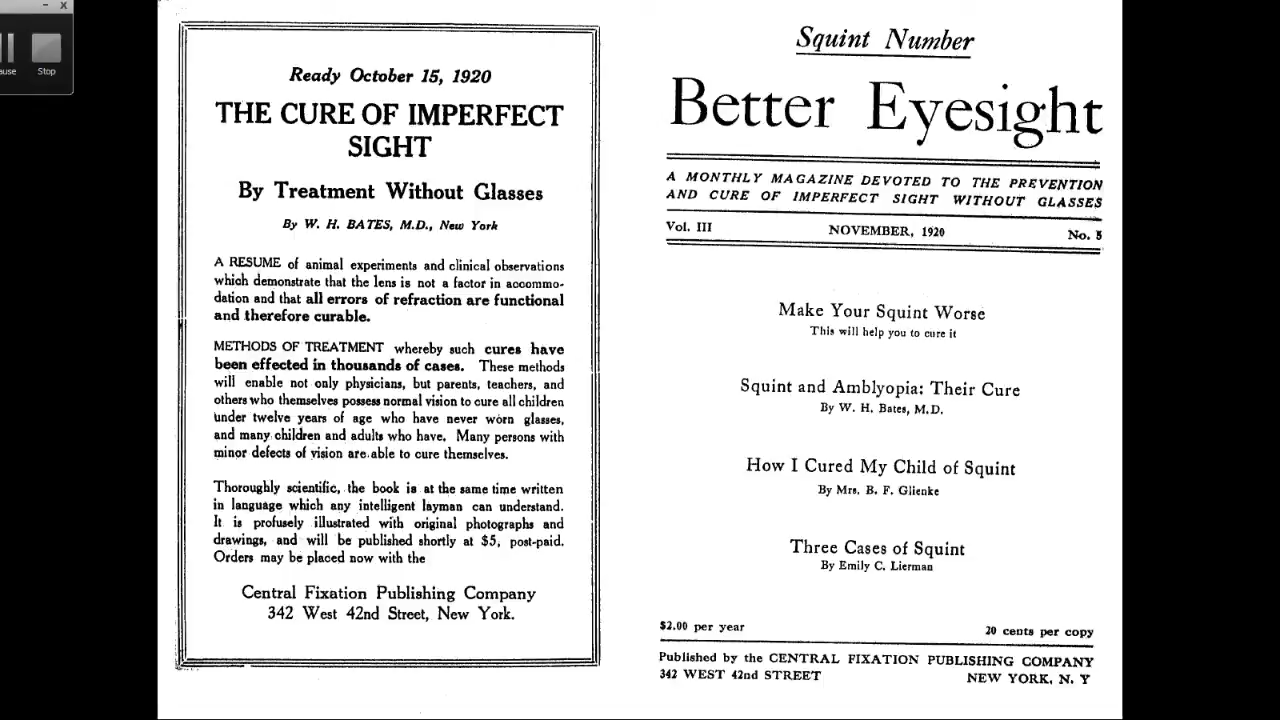 ause
Stop
Ready October 15, 1920
THE CURE OF IMPERFECT
SIGHT
By Treatment Without Glasses
By W. H. BATES, M.D., New York
A RESUME of animal experiments and clinical observations
which demonstrate that the lens is not a factor in accommo-
dation and that all errors of refraction are functional
and therefore curable.
METHODS OF TREATMENT whereby such cures have
been effected in thousands of cases. These methods
will enable not only physicians, but parents, teachers, and
others who themselves possess normal vision to cure all children
under twelve years of age who have never worn glasses,
and many children and adults who have. Many persons with
minor defects of vision are able to cure themselves.
Thoroughly scientific, the book is at the same time written
in language which any intelligent layman can understand.
It is profusely illustrated with original photographs and
drawings, and will be published shortly at $5, post-paid.
Orders may be placed now with the
Central Fixation Publishing Company
342 West 42nd Street, New York.
Squint Number
Better Eyesight
A MONTHLY MAGAZINE DEVOTED TO THE PREVENTION
AND CURE OF IMPERFECT SIGHT WITHOUT GLASSES
Vol. III NOVEMBER, 1920 No. 5
Make Your Squint Worse
This will help you to cure it
Squint and Amblyopia: Their Cure
By W. H. Bates, M.D.
How I Cured My Child of Squint
By Mrs. B. F. Glienke
Three Cases of Squint
By Emily C. Lierman
$2.00 per year 20 cents per copy
Published by the CENTRAL FIXATION PUBLISHING COMPANY
342 WEST 42nd STREET NEW YORK, N. Y